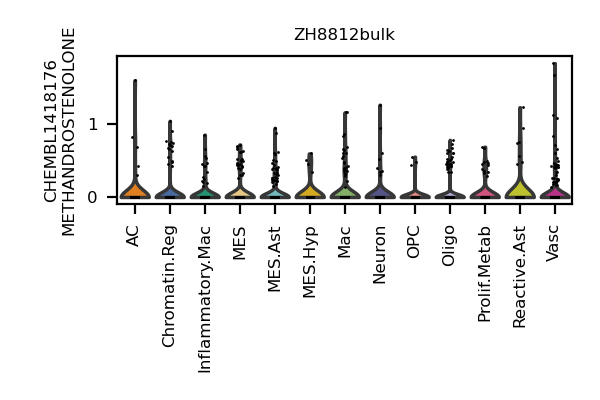 ZH8812bulk
CHEMBL1418176
METHANDROSTENOLONE
1
0
AC
Chromatin.Reg
Inflammatory.Mac
MES
MES.Ast
MES.Hyp
Mac
Neuron
OPC
Oligo
Prolif.Metab
Reactive.Ast
Vasc